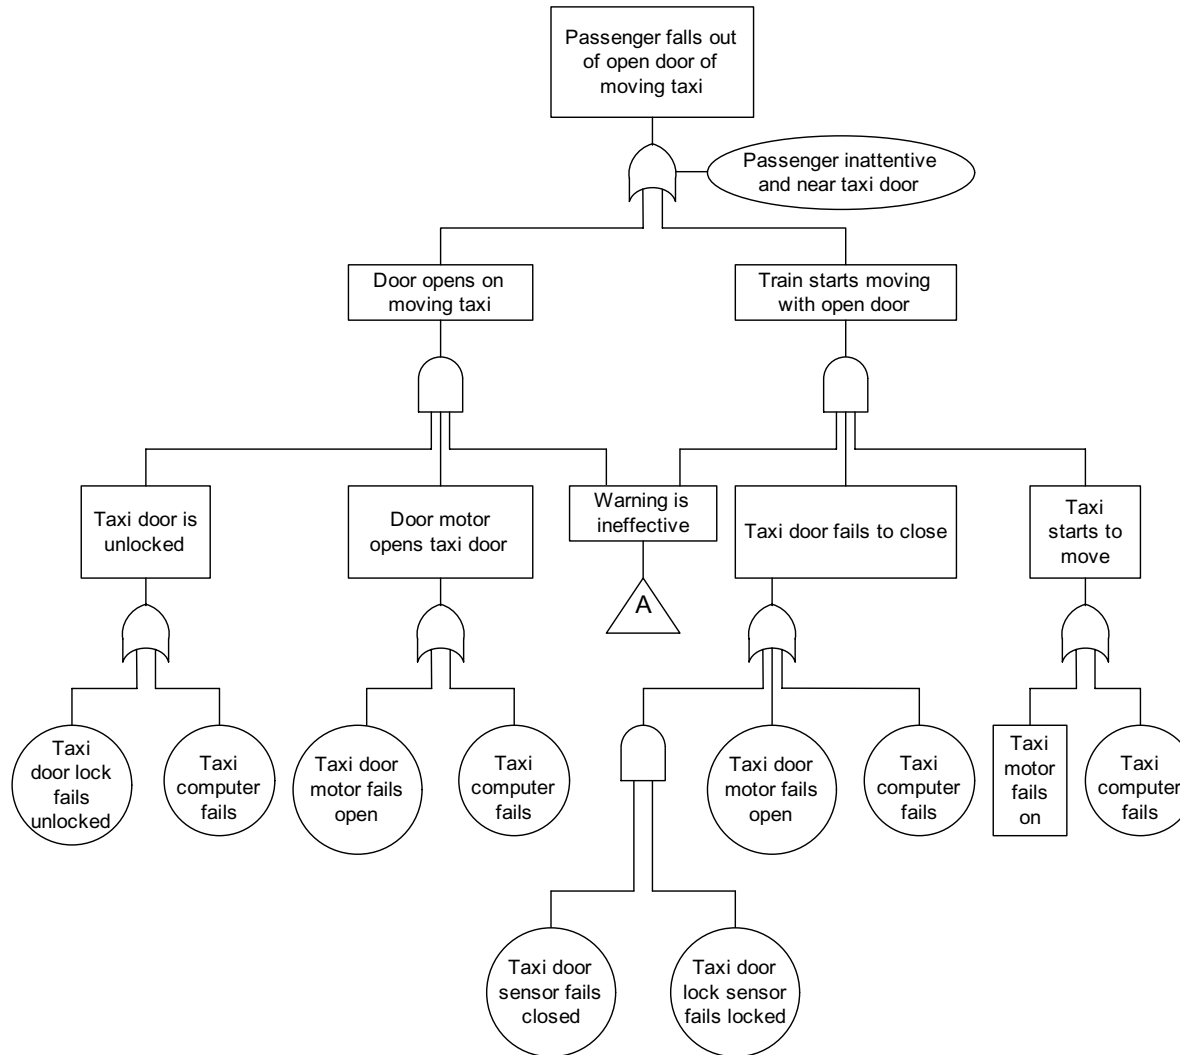 Passenger falls out
of open door of
moving taxi
Passenger inattentive
and near taxi door
Door opens on
moving taxi
Train starts moving
with open door
Taxi door is
unlocked
Door motor
opens taxi door
Warning is
ineffective
Taxi door fails to close
Taxi
starts to
move
A
Taxi
door lock
fails
unlocked
Taxi
computer
fails
Taxi door
motor fails
open
Taxi
computer
fails
Taxi door
motor fails
open
Taxi
computer
fails
Taxi
motor
fails
on
Taxi
computer
fails
Taxi door
sensor fails
closed
Taxi door
lock sensor
fails locked